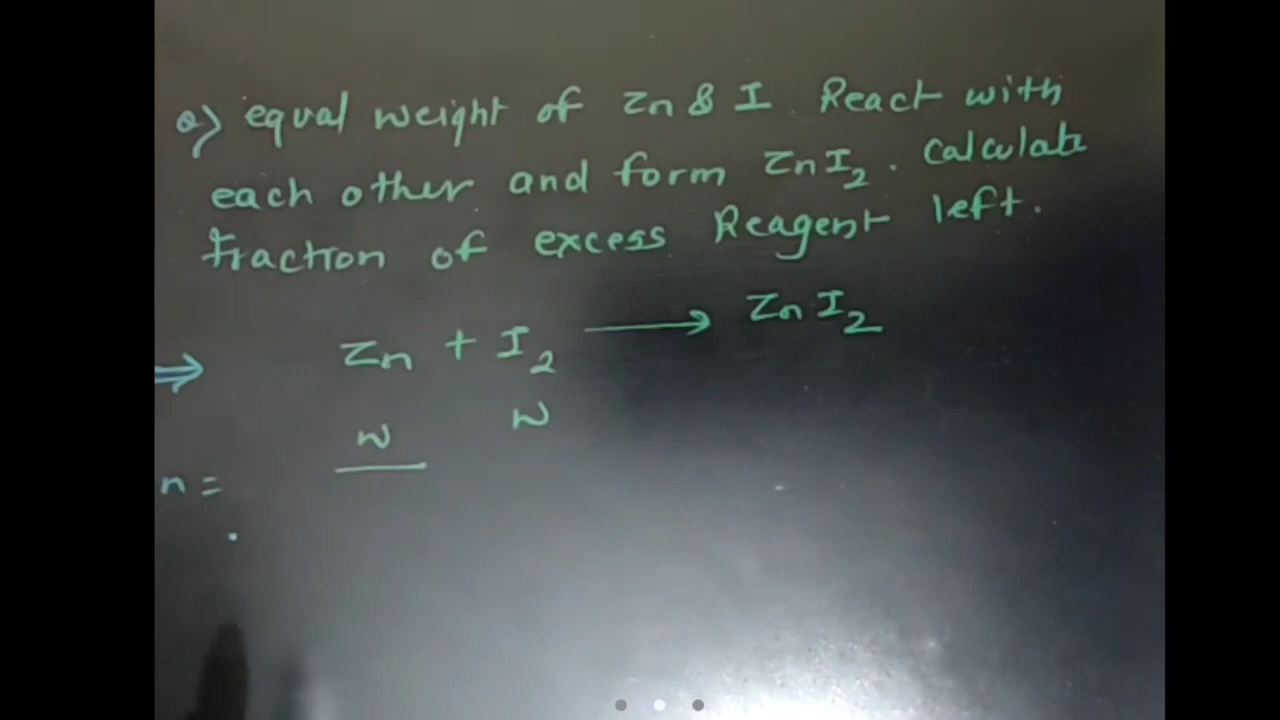 Q) equal weight of Zn & I React with
each other and form ZnI₂. Calculate
fraction of excess Reagent left.
⇒ Zn + I₂ ⟶ ZnI₂
w w
n =